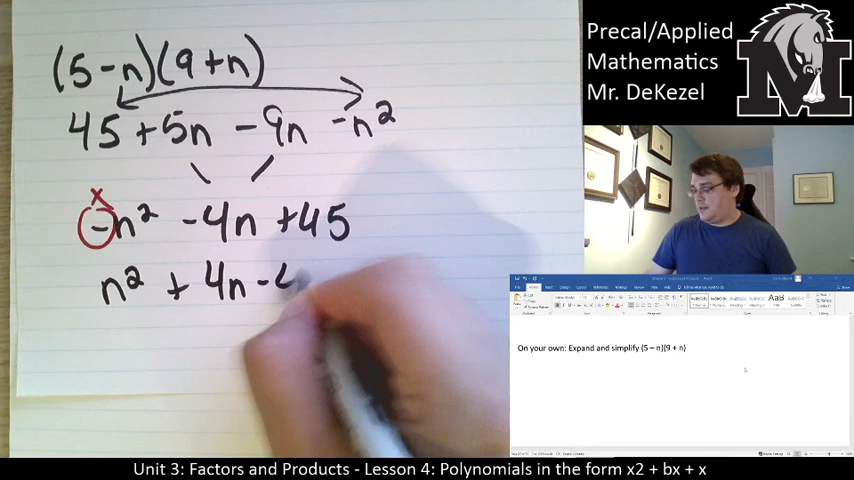 (5-n)(9+n)
45 +5n -9n -n²
x
-n² -4n +45
n² + 4n -4
Precal/Applied
Mathematics
Mr. DeKezel
M
On your own: Expand and simplify (5 – n)(9 + n)
Unit 3: Factors and Products - Lesson 4: Polynomials in the form x2 + bx + x